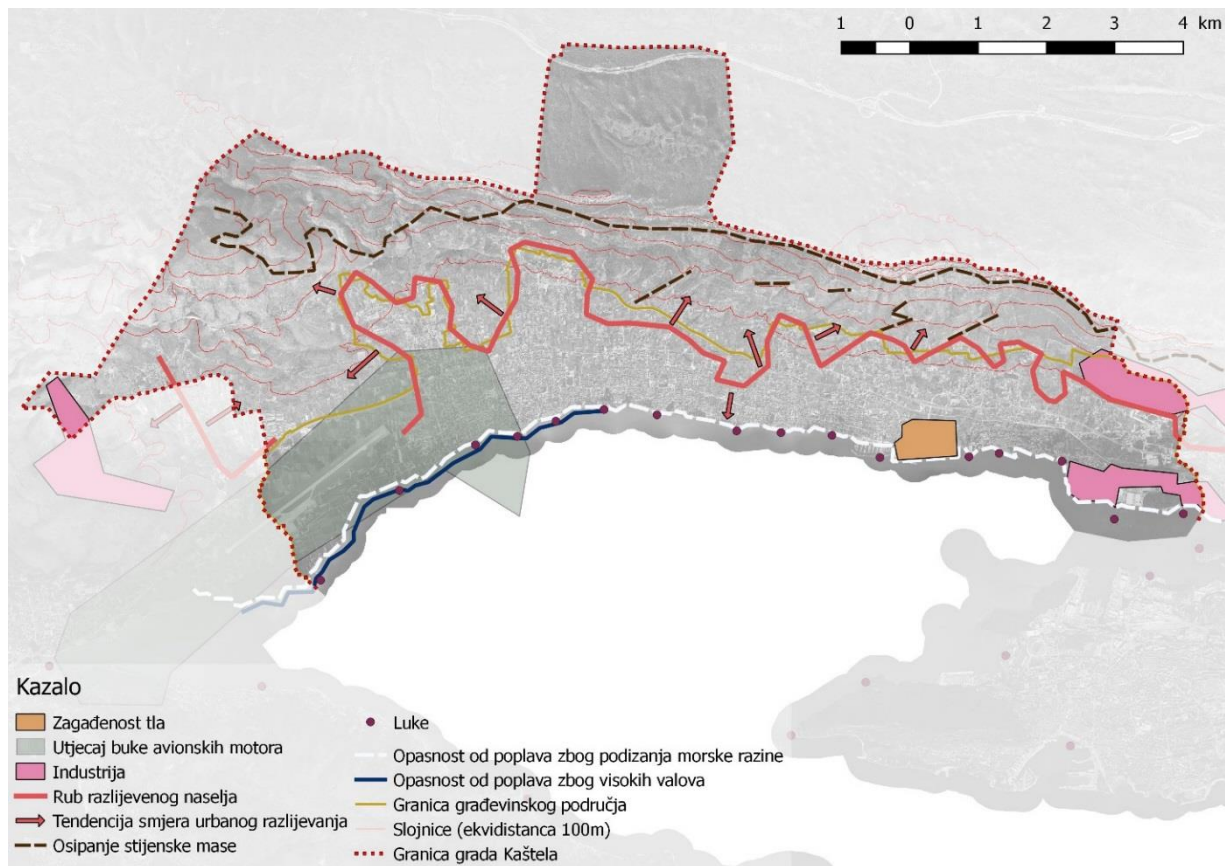 1 0 1 2 3 4 km
Kazalo
Zagađenost tla
Utjecaj buke avionskih motora
Industrija
Rub razlijevenog naselja
Tendencija smjera urbanog razlijevanja
Osipanje stijenske mase
Luke
Opasnost od poplava zbog podizanja morske razine
Opasnost od poplava zbog visokih valova
Granica građevinskog područja
Slojnice (ekvidistanca 100m)
Granica grada Kaštela